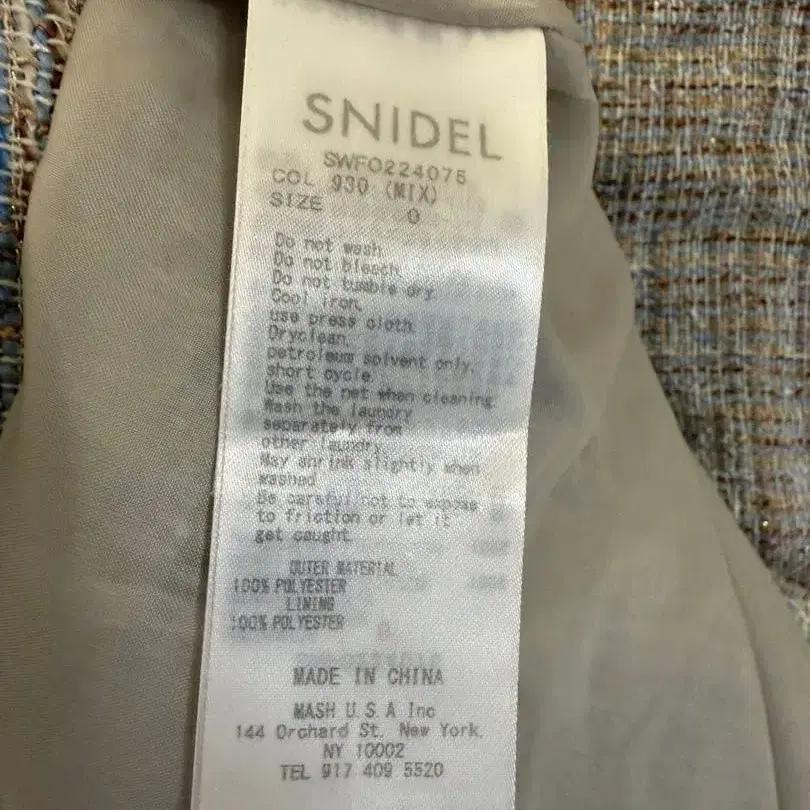 SNIDEL
SWFO224075
COL 930 (MIX)
SIZE 0
Do not wash.
Do not bleach.
Do not tumble dry.
Cool iron.
use press cloth.
Dryclean.
petroleum solvent only.
short cycle.
Use the net when cleaning.
Wash the laundry
separately from
other laundry.
May shrink slightly when
washed.
Be careful not to expose
to friction or let it
get caught.
OUTER MATERIAL
100% POLYESTER
LINING
100% POLYESTER
MADE IN CHINA
MASH U.S.A Inc
144 Orchard St. New York.
NY 10002
TEL 917 409 5520